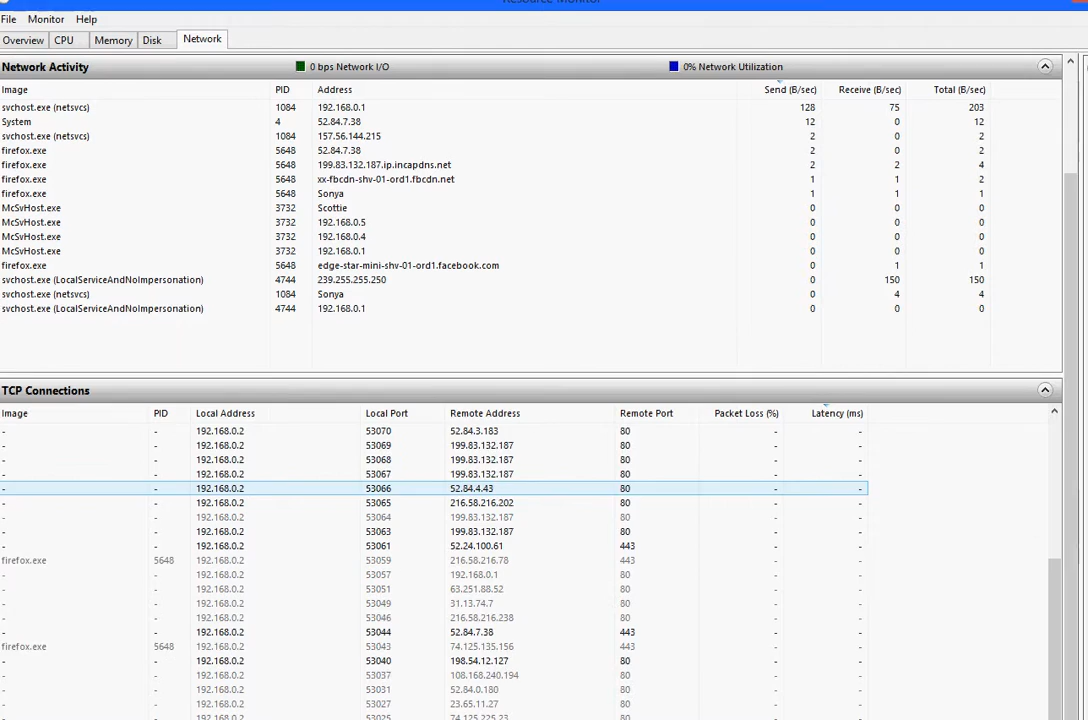 Resource Monitor
File Monitor Help
Overview CPU Memory Disk Network
Network Activity 0 bps Network I/O 0% Network Utilization
Image PID Address Send (B/sec) Receive (B/sec) Total (B/sec)
svchost.exe (netsvcs) 1084 192.168.0.1 128 75 203
System 4 52.84.7.38 12 0 12
svchost.exe (netsvcs) 1084 157.56.144.215 2 0 2
firefox.exe 5648 52.84.7.38 2 0 2
firefox.exe 5648 199.83.132.187.ip.incapdns.net 2 2 4
firefox.exe 5648 xx-fbcdn-shv-01-ord1.fbcdn.net 1 1 2
firefox.exe 5648 Sonya 1 1 1
McSvHost.exe 3732 Scottie 0 0 0
McSvHost.exe 3732 192.168.0.5 0 0 0
McSvHost.exe 3732 192.168.0.4 0 0 0
McSvHost.exe 3732 192.168.0.1 0 0 0
firefox.exe 5648 edge-star-mini-shv-01-ord1.facebook.com 0 1 1
svchost.exe (LocalServiceAndNoImpersonation) 4744 239.255.255.250 0 150 150
svchost.exe (netsvcs) 1084 Sonya 0 4 4
svchost.exe (LocalServiceAndNoImpersonation) 4744 192.168.0.1 0 0 0
TCP Connections
Image PID Local Address Local Port Remote Address Remote Port Packet Loss (%) Latency (ms)
- - 192.168.0.2 53070 52.84.3.183 80 - -
- - 192.168.0.2 53069 199.83.132.187 80 - -
- - 192.168.0.2 53068 199.83.132.187 80 - -
- - 192.168.0.2 53067 199.83.132.187 80 - -
- - 192.168.0.2 53066 52.84.4.43 80 - -
- - 192.168.0.2 53065 216.58.216.202 80 - -
- - 192.168.0.2 53064 199.83.132.187 80 - -
- - 192.168.0.2 53063 199.83.132.187 80 - -
- - 192.168.0.2 53061 52.24.100.61 443 - -
firefox.exe 5648 192.168.0.2 53059 216.58.216.78 443 - -
- - 192.168.0.2 53057 192.168.0.1 80 - -
- - 192.168.0.2 53051 63.251.88.52 80 - -
- - 192.168.0.2 53049 31.13.74.7 80 - -
- - 192.168.0.2 53046 216.58.216.238 80 - -
- - 192.168.0.2 53044 52.84.7.38 443 - -
firefox.exe 5648 192.168.0.2 53043 74.125.135.156 443 - -
- - 192.168.0.2 53040 198.54.12.127 80 - -
- - 192.168.0.2 53037 108.168.240.194 80 - -
- - 192.168.0.2 53031 52.84.0.180 80 - -
- - 192.168.0.2 53027 23.65.11.27 80 - -
- - 192.168.0.2 53025 74.125.225.23 80 - -